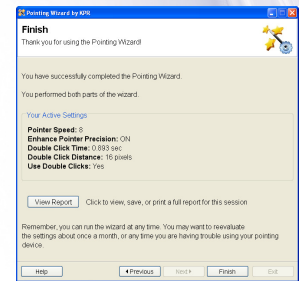 Pointing Wizard by KPR
Finish
Thank you for using the Pointing Wizard!
You have successfully completed the Pointing Wizard.
You performed both parts of the wizard.
Your Active Settings
Pointer Speed: 8
Enhance Pointer Precision: ON
Double Click Time: 0.893 sec
Double Click Distance: 16 pixels
Use Double Clicks: Yes
View Report Click to view, save, or print a full report for this session
Remember, you can run the wizard at any time. You may want to reevaluate
the settings about once a month, or any time you are having trouble using your pointing
device.
Help Previous Next Finish Exit